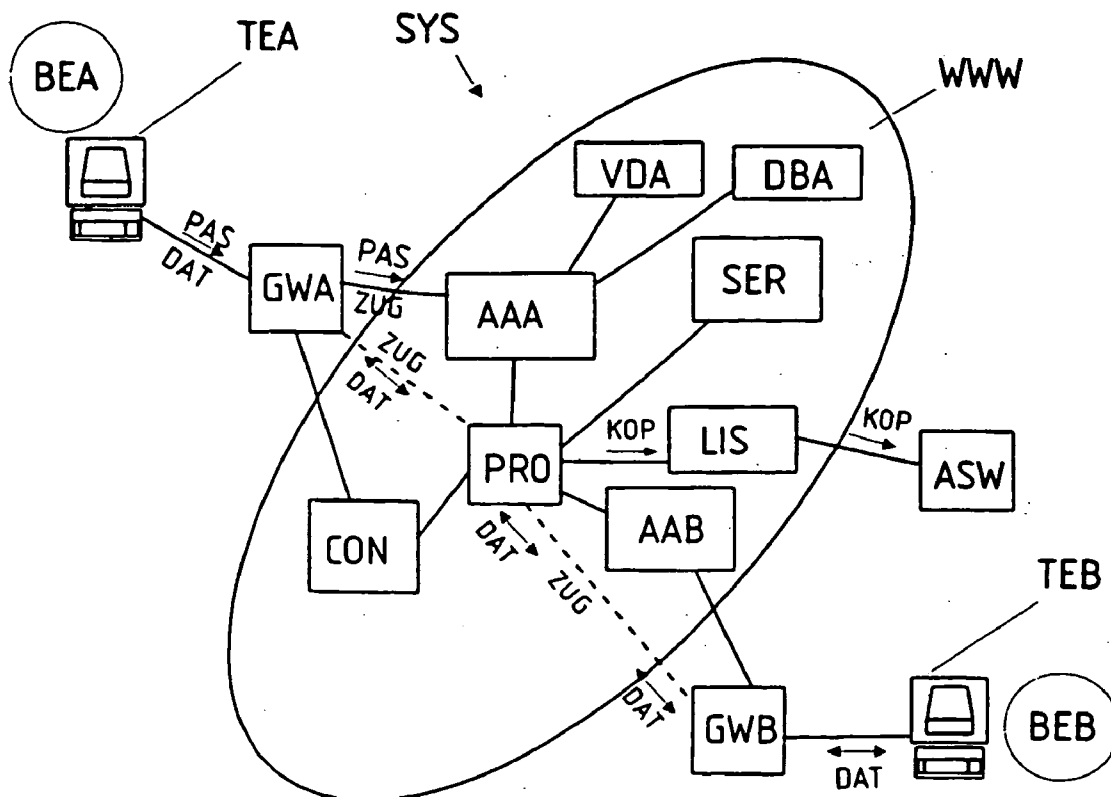 SYS
TEA
BEA
WWW
VDA
DBA
PAS
DAT
GWA
PAS
ZUG
AAA
SER
ZUG
DAT
PRO
KOP
LIS
KOP
ASW
CON
AAB
DAT
ZUG
TEB
DAT
GWB
DAT
BEB